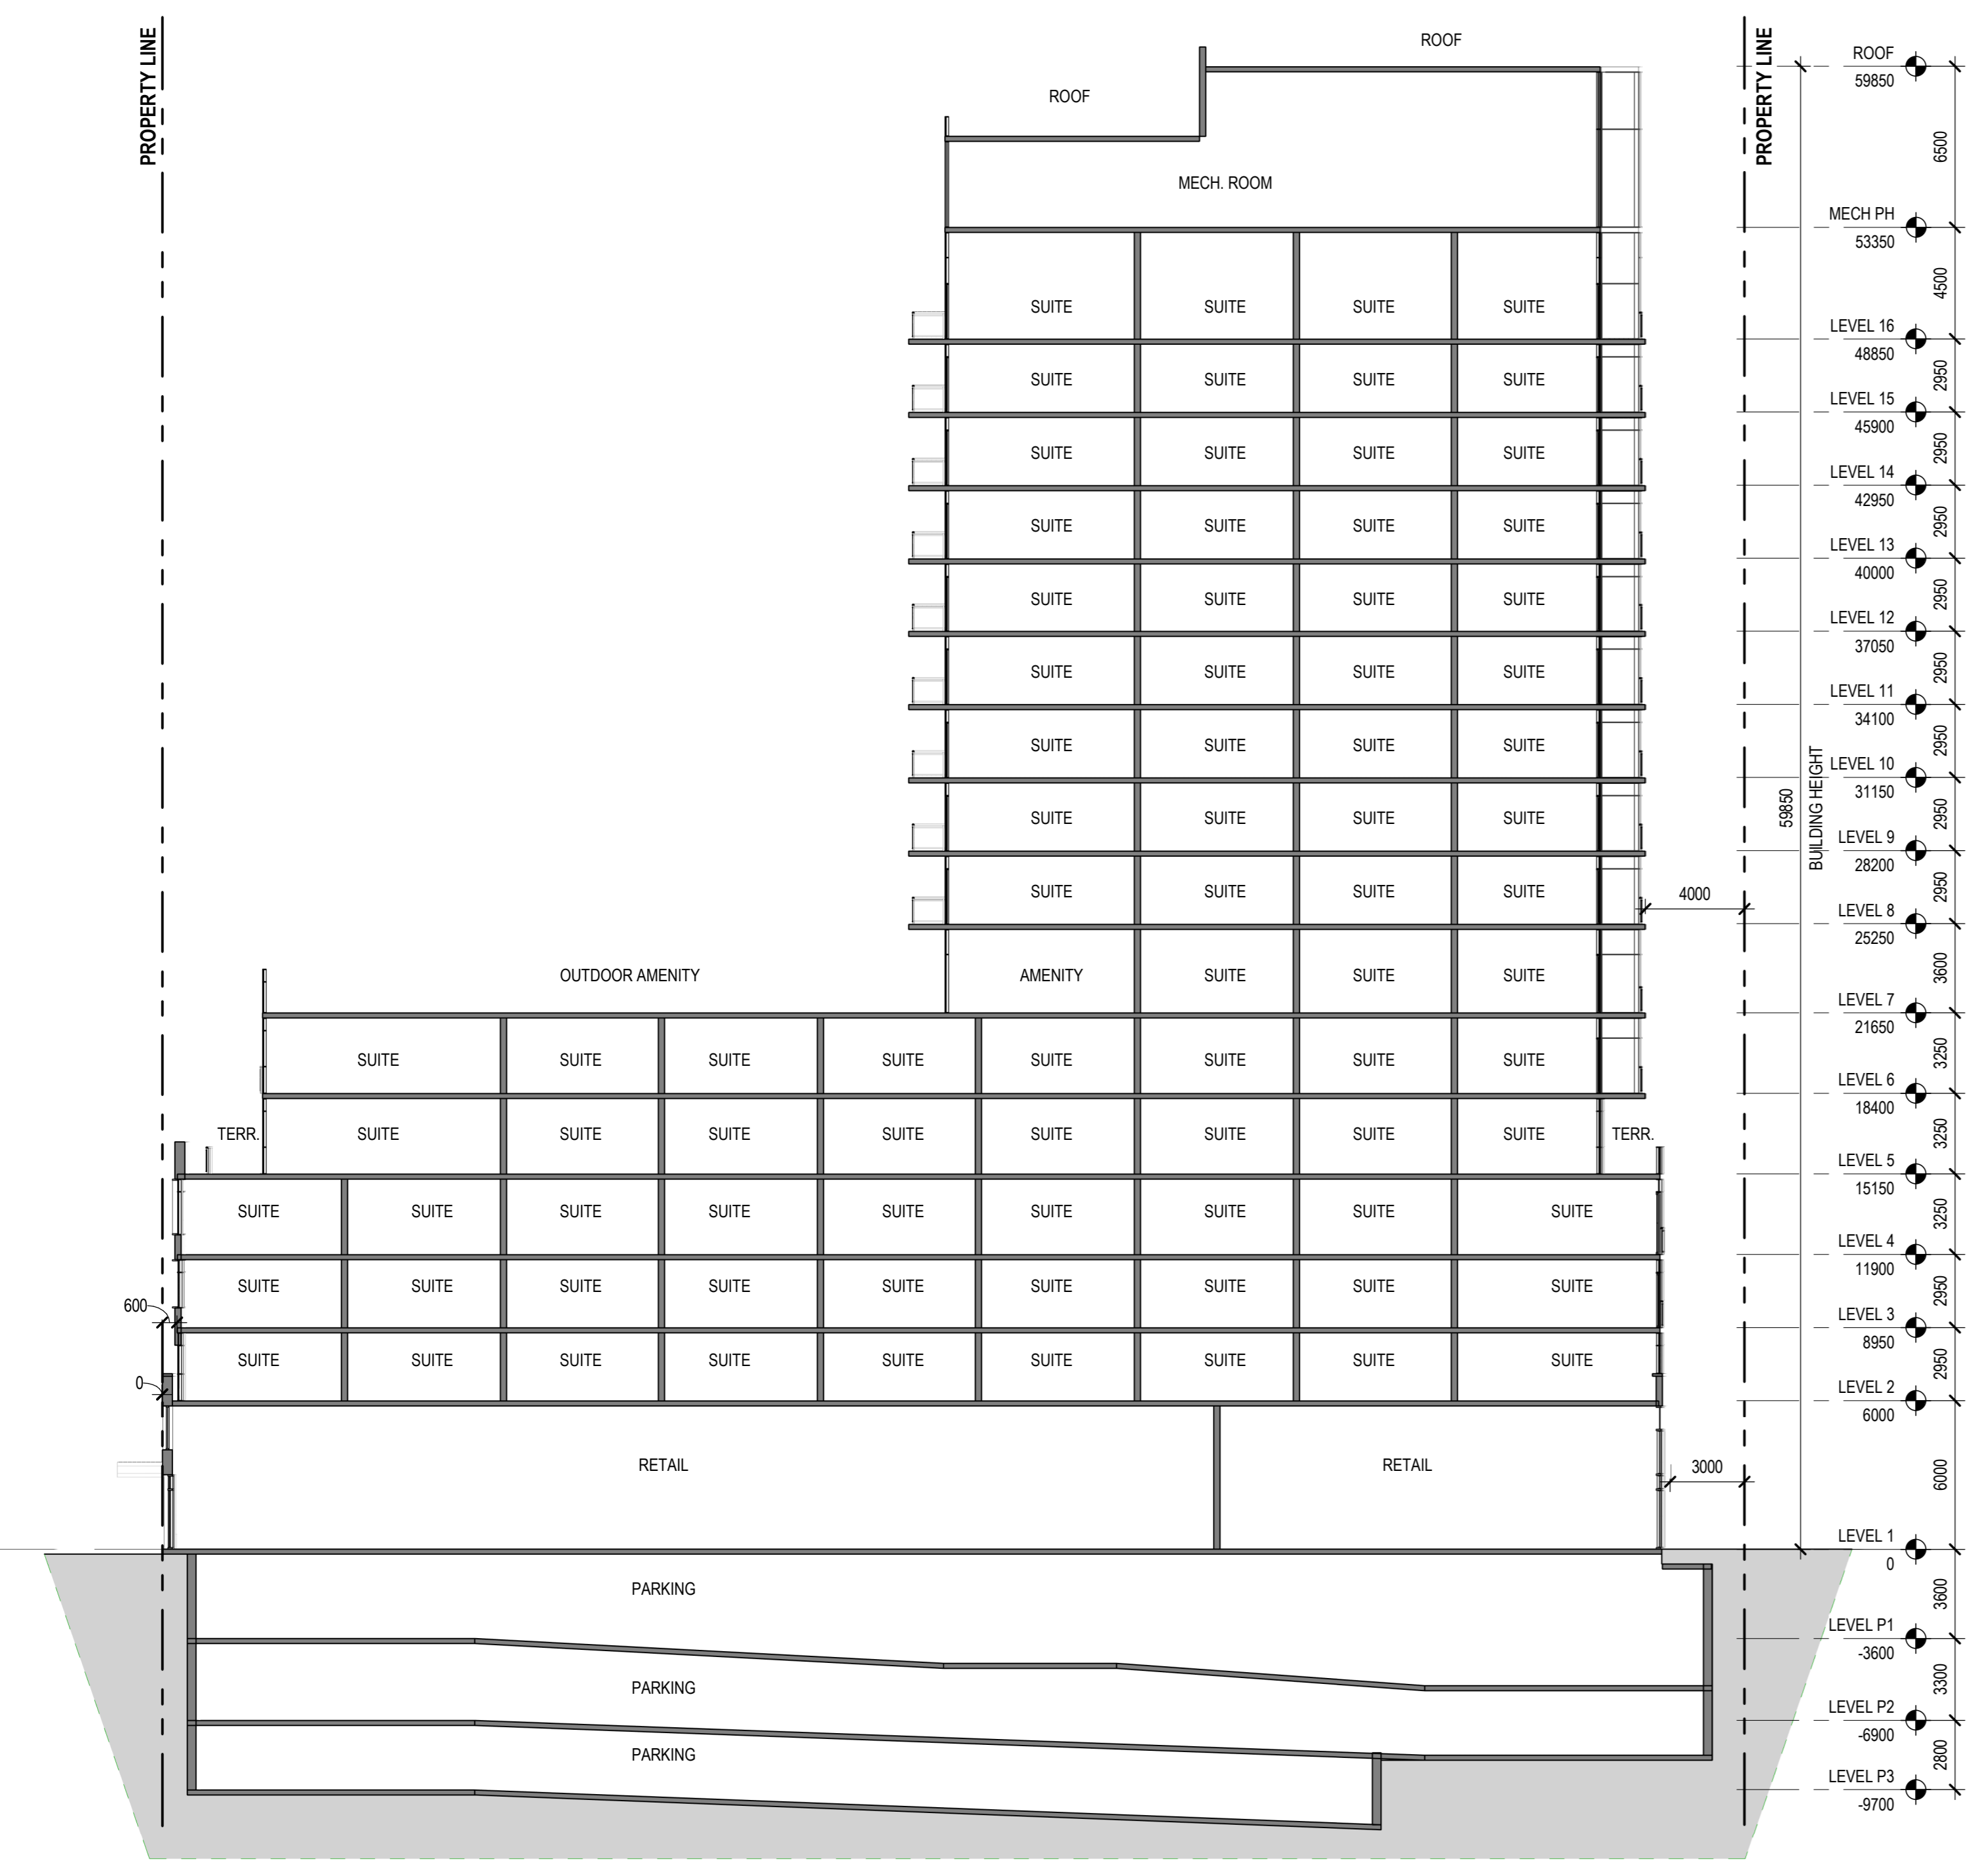 PROPERTY LINE
PROPERTY LINE
ROOF
ROOF
MECH. ROOM
ROOF
59850
6500
MECH PH
53350
4500
SUITE SUITE SUITE SUITE
LEVEL 16
48850
2950
SUITE SUITE SUITE SUITE
LEVEL 15
45900
2950
SUITE SUITE SUITE SUITE
LEVEL 14
42950
2950
SUITE SUITE SUITE SUITE
LEVEL 13
40000
2950
SUITE SUITE SUITE SUITE
LEVEL 12
37050
2950
SUITE SUITE SUITE SUITE
LEVEL 11
34100
2950
SUITE SUITE SUITE SUITE
LEVEL 10
31150
59850
BUILDING HEIGHT
2950
SUITE SUITE SUITE SUITE
LEVEL 9
28200
2950
SUITE SUITE SUITE SUITE
4000
LEVEL 8
25250
3600
OUTDOOR AMENITY AMENITY SUITE SUITE SUITE
LEVEL 7
21650
3250
SUITE SUITE SUITE SUITE SUITE SUITE SUITE SUITE
LEVEL 6
18400
3250
TERR. SUITE SUITE SUITE SUITE SUITE SUITE SUITE SUITE TERR.
LEVEL 5
15150
3250
SUITE SUITE SUITE SUITE SUITE SUITE SUITE SUITE SUITE
LEVEL 4
11900
2950
SUITE SUITE SUITE SUITE SUITE SUITE SUITE SUITE SUITE
600
LEVEL 3
8950
2950
SUITE SUITE SUITE SUITE SUITE SUITE SUITE SUITE SUITE
0
LEVEL 2
6000
6000
RETAIL RETAIL
3000
LEVEL 1
0
3600
PARKING
LEVEL P1
-3600
3300
PARKING
LEVEL P2
-6900
2800
PARKING
LEVEL P3
-9700